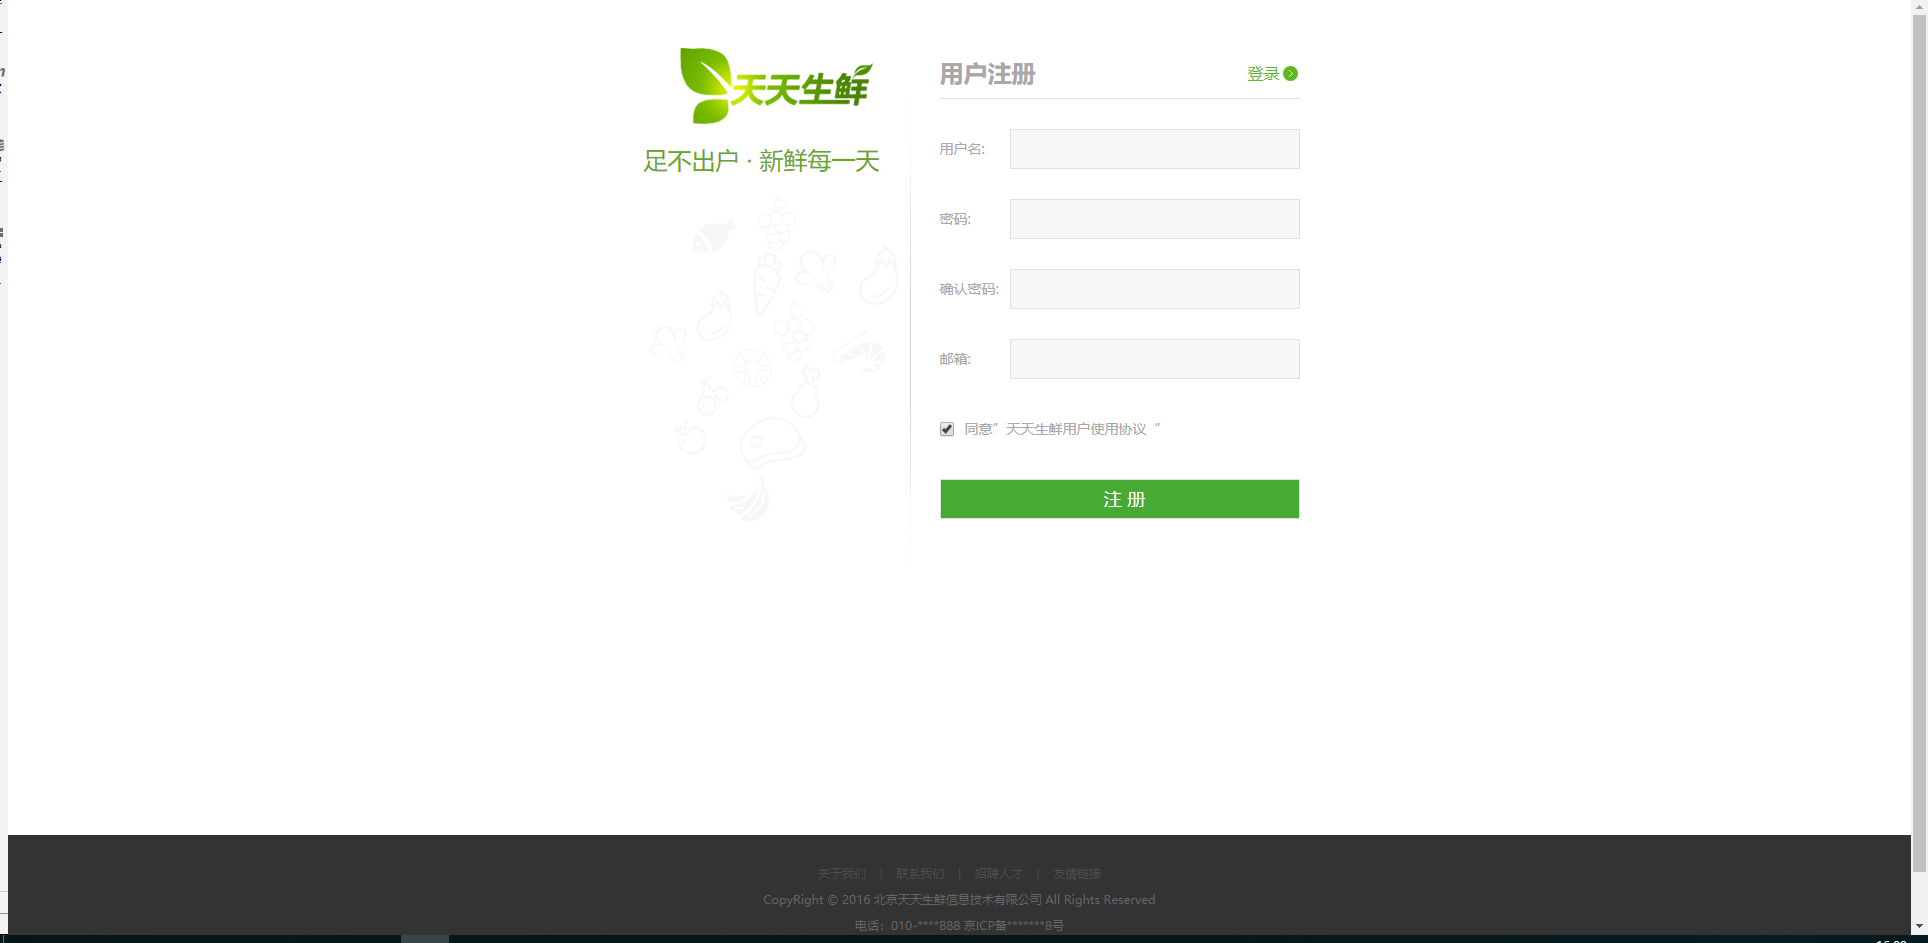 天天生鲜
足不出户 · 新鲜每一天
用户注册
登录
用户名:
密码:
确认密码:
邮箱:
同意”天天生鲜用户使用协议“
注 册
关于我们 | 联系我们 | 招聘人才 | 友情链接
CopyRight © 2016 北京天天生鲜信息技术有限公司 All Rights Reserved
电话：010-****888 京ICP备*******8号